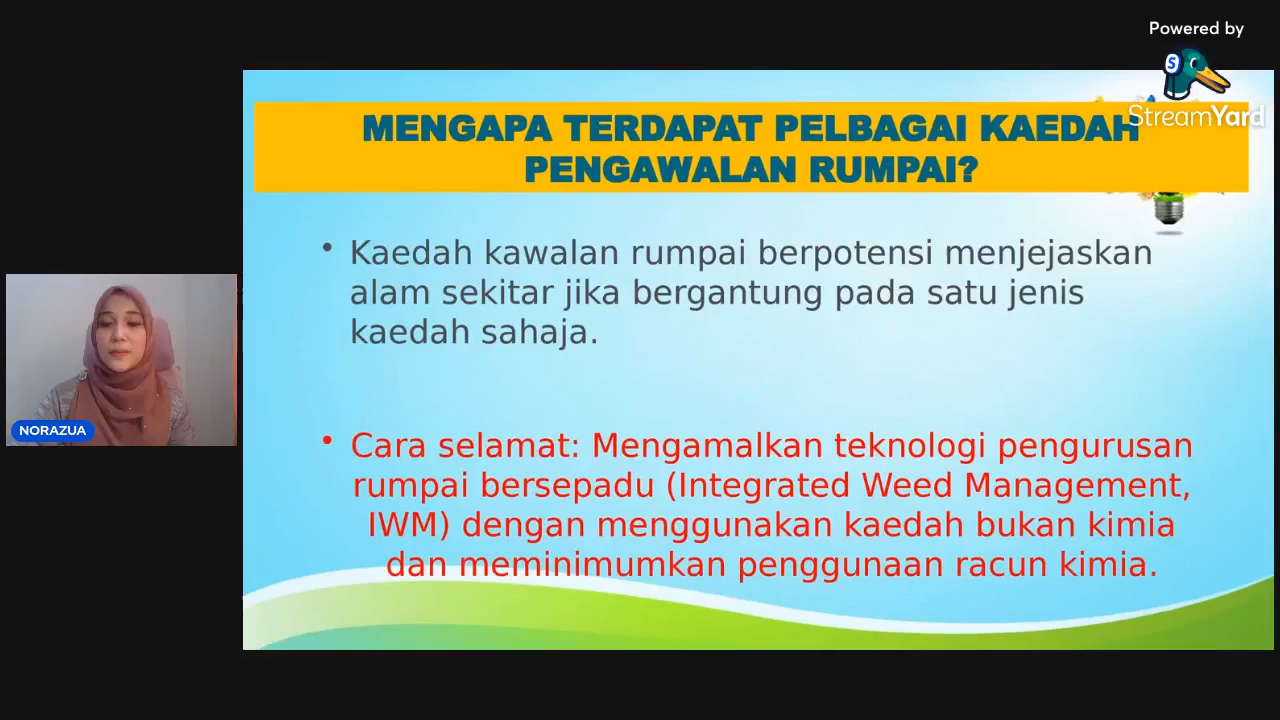 Powered by
StreamYard
MENGAPA TERDAPAT PELBAGAI KAEDAH
PENGAWALAN RUMPAI?
• Kaedah kawalan rumpai berpotensi menjejaskan
alam sekitar jika bergantung pada satu jenis
kaedah sahaja.
• Cara selamat: Mengamalkan teknologi pengurusan
rumpai bersepadu (Integrated Weed Management,
IWM) dengan menggunakan kaedah bukan kimia
dan meminimumkan penggunaan racun kimia.
NORAZUA